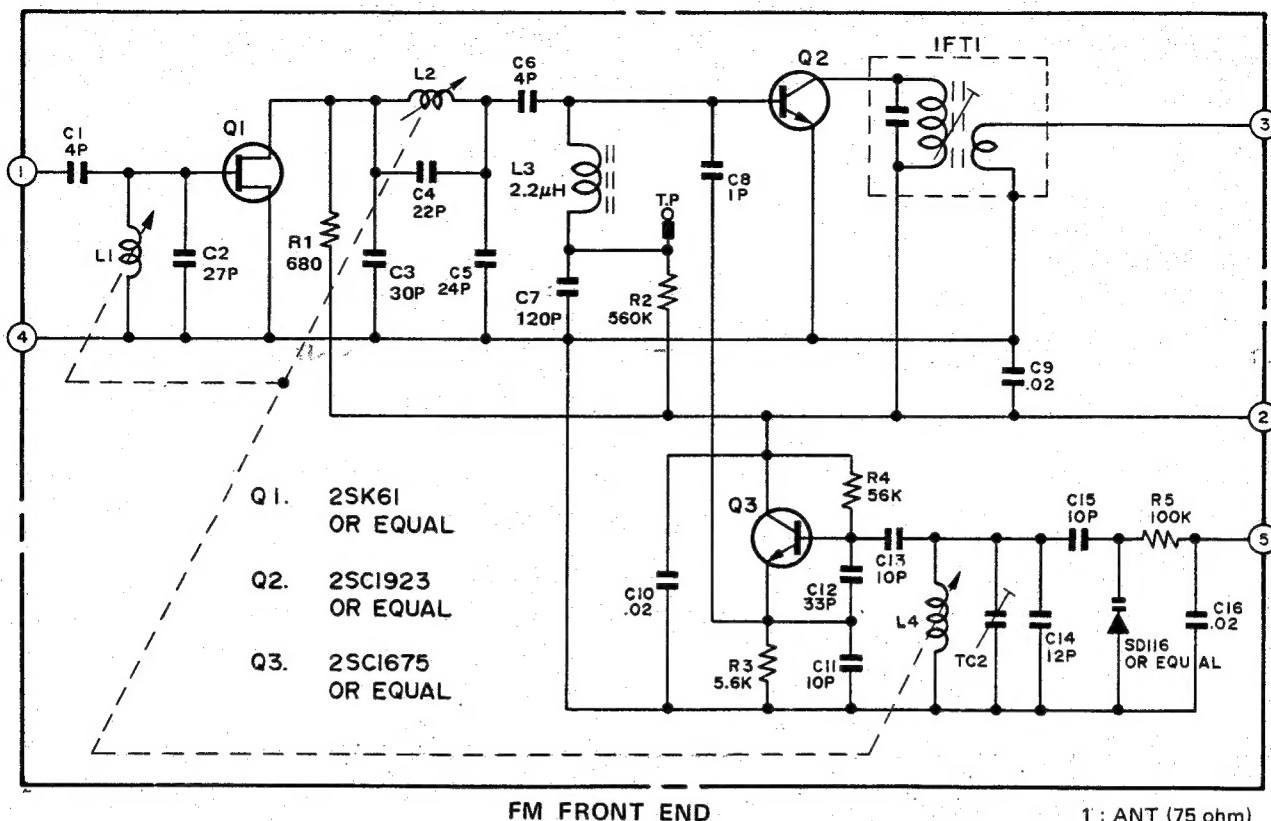 IFT1
Q2
C6
4P
L2
Q1
C1
4P
1
3
L3
2.2µH
C8
1P
T.P
C4
22P
L1
C2
27P
R1
680
C3
30P
C5
24P
C7
120P
R2
560K
4
C9
.02
2
Q1. 2SK61
OR EQUAL
Q2. 2SC1923
OR EQUAL
Q3. 2SC1675
OR EQUAL
Q3
R4
56K
C15
10P
R5
100K
5
C13
10P
C10
.02
C12
33P
L4
TC2
C14
12P
SD116
OR EQUAL
C16
.02
R3
5.6K
C11
10P
FM FRONT END
1 : ANT (75 ohm)